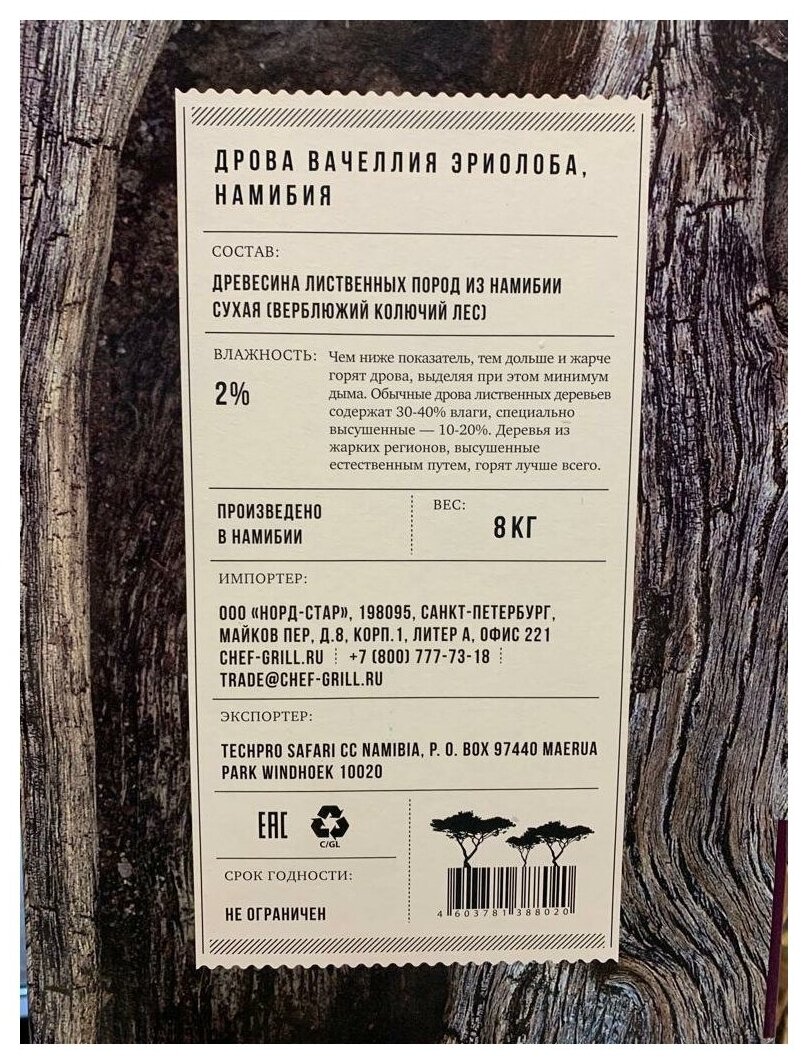 ДРОВА ВАЧЕЛЛИЯ ЭРИОЛОБА,
НАМИБИЯ
СОСТАВ:
ДРЕВЕСИНА ЛИСТВЕННЫХ ПОРОД ИЗ НАМИБИИ
СУХАЯ (ВЕРБЛЮЖИЙ КОЛЮЧИЙ ЛЕС)
ВЛАЖНОСТЬ:
2%
Чем ниже показатель, тем дольше и жарче
горят дрова, выделяя при этом минимум
дыма. Обычные дрова лиственных деревьев
содержат 30-40% влаги, специально
высушенные — 10-20%. Деревья из
жарких регионов, высушенные
естественным путем, горят лучше всего.
ПРОИЗВЕДЕНО
В НАМИБИИ
ВЕС:
8 КГ
ИМПОРТЕР:
ООО «НОРД-СТАР», 198095, САНКТ-ПЕТЕРБУРГ,
МАЙКОВ ПЕР, Д.8, КОРП.1, ЛИТЕР А, ОФИС 221
CHEF-GRILL.RU +7 (800) 777-73-18
TRADE@CHEF-GRILL.RU
ЭКСПОРТЕР:
TECHPRO SAFARI CC NAMIBIA, P. O. BOX 97440 MAERUA
PARK WINDHOEK 10020
EAC
C/GL
СРОК ГОДНОСТИ:
НЕ ОГРАНИЧЕН
4 603781 388020